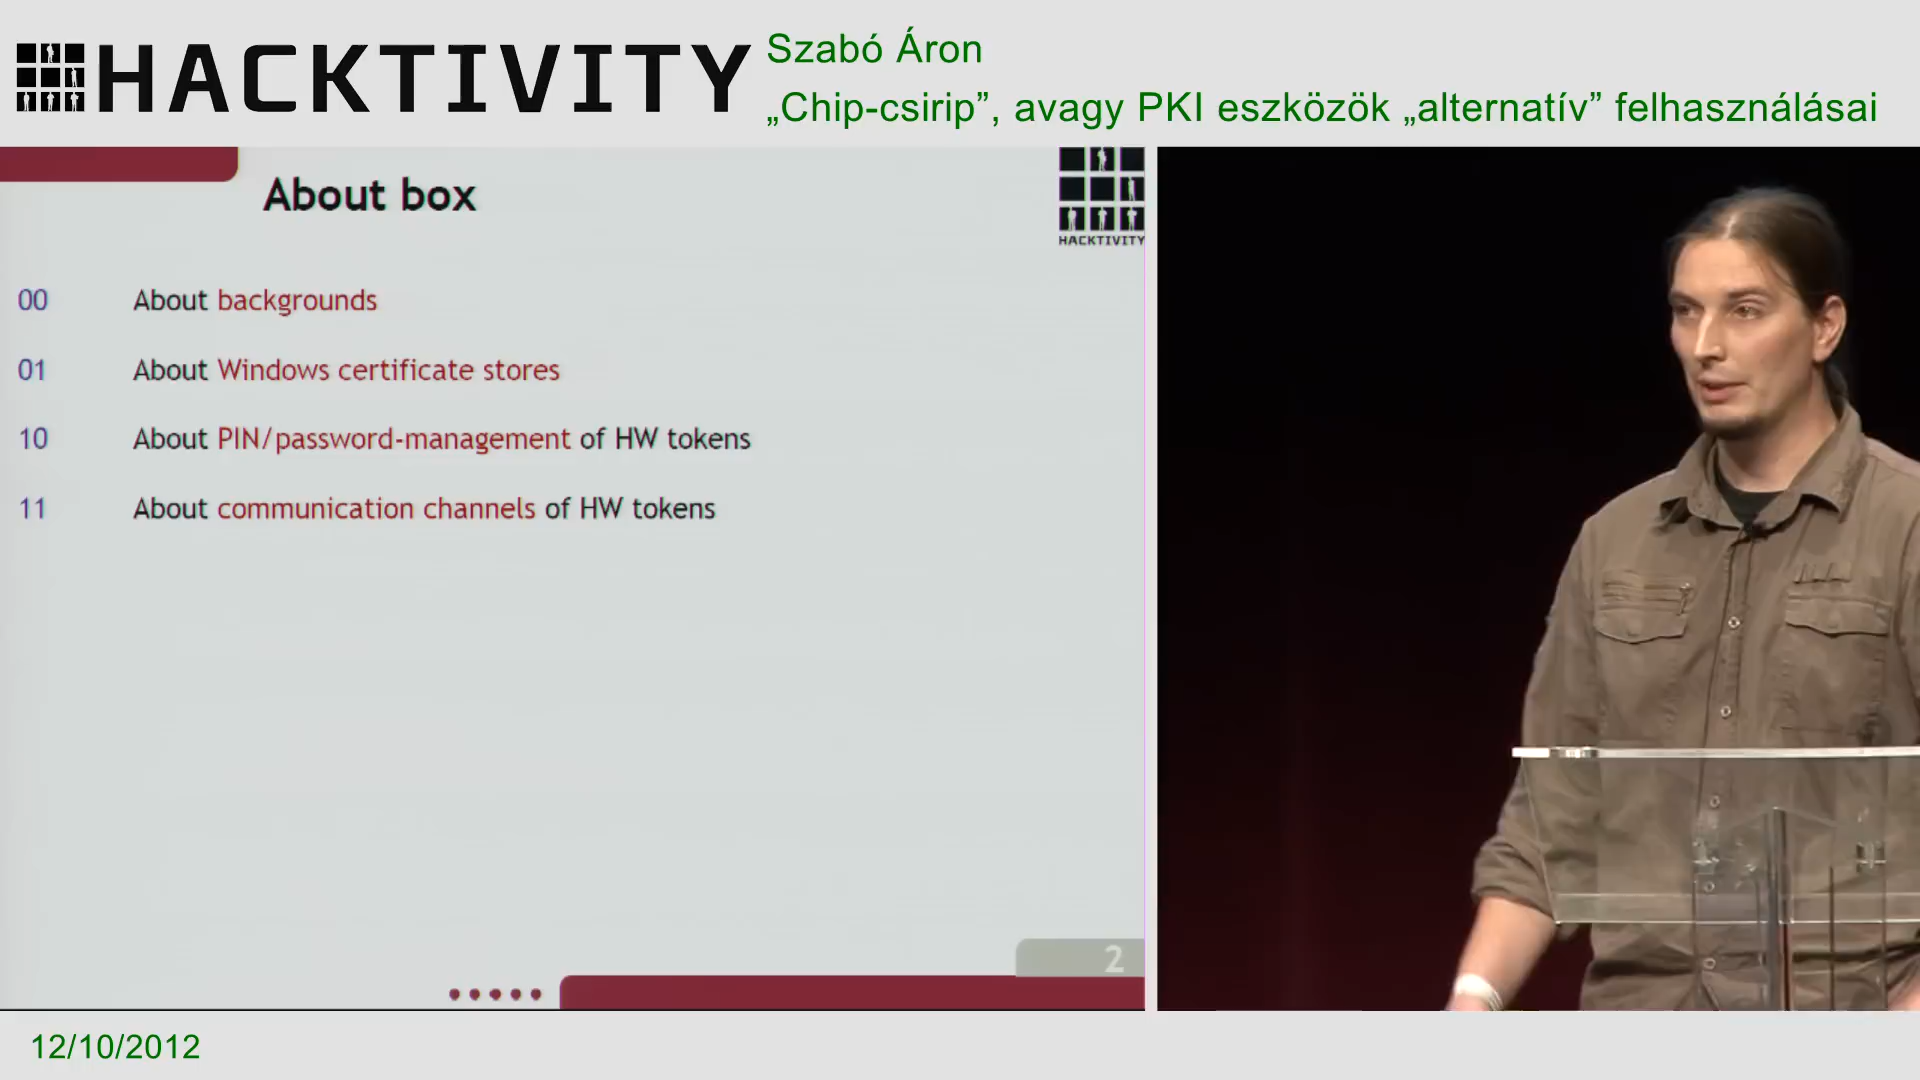 HACKTIVITY
Szabó Áron
„Chip-csirip”, avagy PKI eszközök „alternatív” felhasználásai
About box
HACKTIVITY
00 About backgrounds
01 About Windows certificate stores
10 About PIN/password-management of HW tokens
11 About communication channels of HW tokens
2
12/10/2012